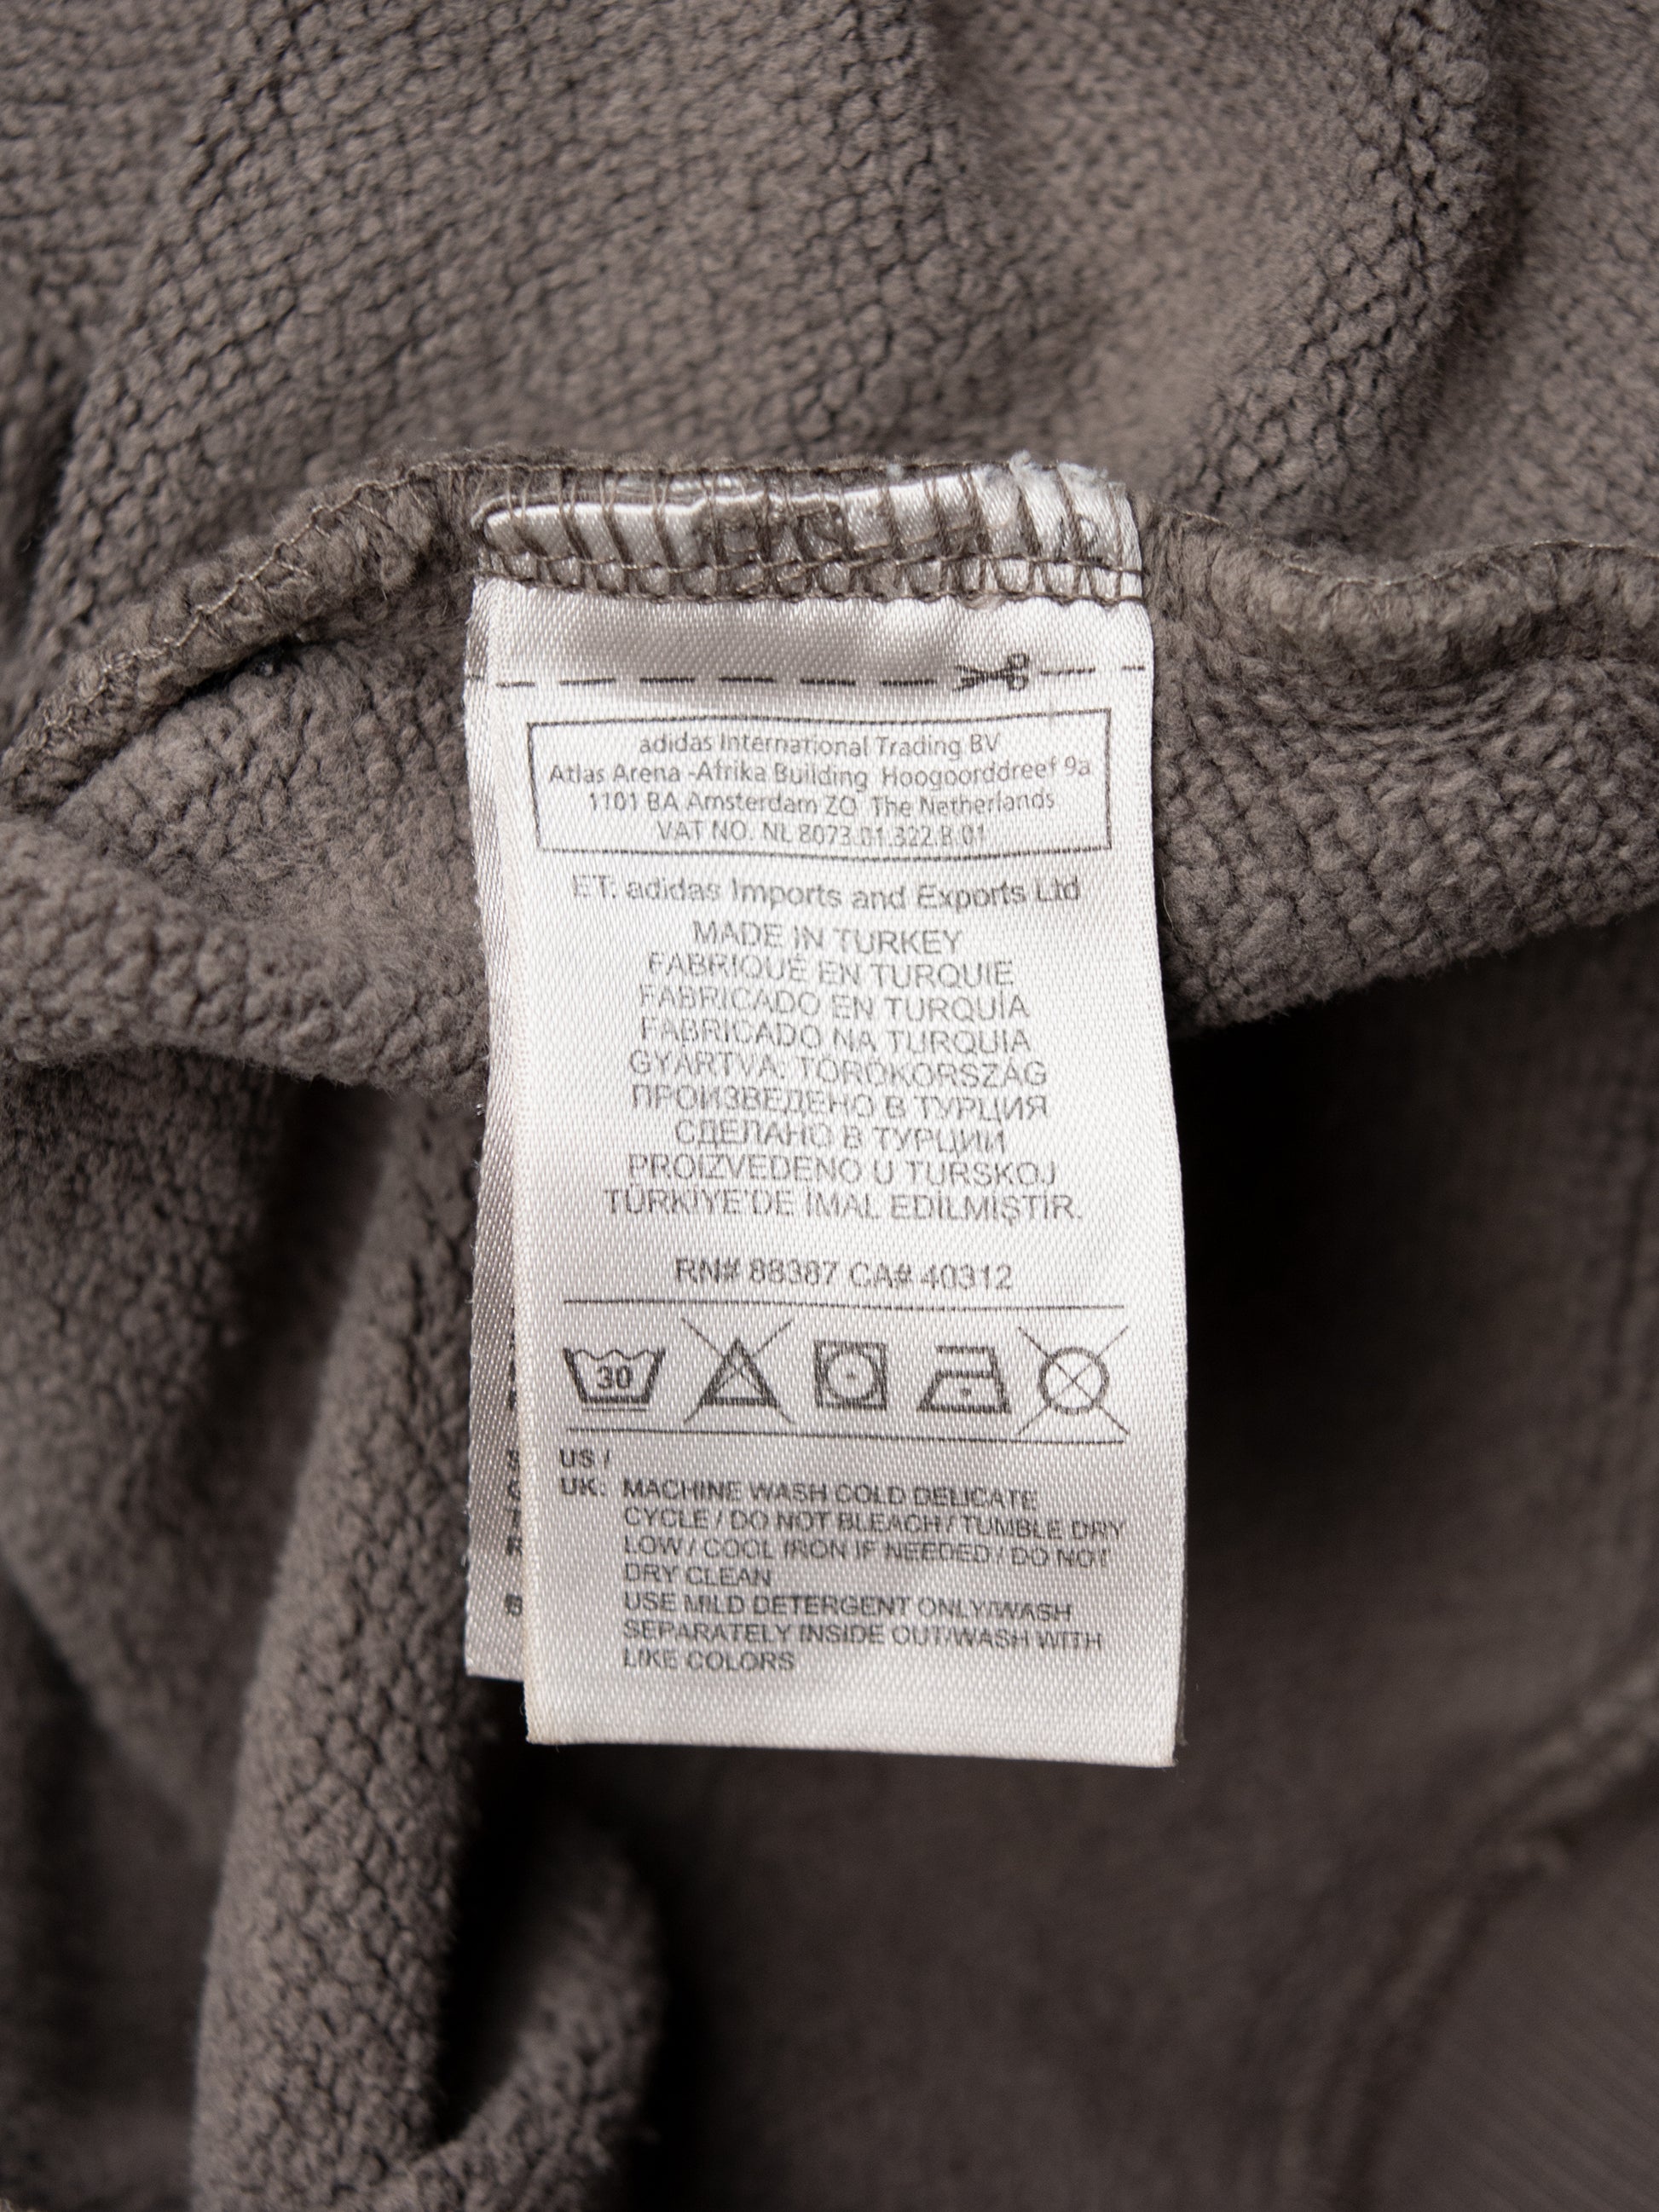 adidas International Trading BV
Atlas Arena -Afrika Building Hoogoorddreef 9a
1101 BA Amsterdam ZO The Netherlands
VAT NO. NL 8073.01.322.B.01
ET: adidas Imports and Exports Ltd
MADE IN TURKEY
FABRIQUÉ EN TURQUIE
FABRICADO EN TURQUÍA
FABRICADO NA TURQUIA
GYÁRTVA: TÖRÖKORSZÁG
ПРОИЗВЕДЕНО В ТУРЦИЯ
СДЕЛАНО В ТУРЦИИ
PROIZVEDENO U TURSKOJ
TÜRKİYE'DE İMAL EDİLMİŞTİR.
RN# 88387 CA# 40312
30
US /
UK: MACHINE WASH COLD DELICATE
CYCLE / DO NOT BLEACH / TUMBLE DRY
LOW / COOL IRON IF NEEDED / DO NOT
DRY CLEAN
USE MILD DETERGENT ONLY/WASH
SEPARATELY INSIDE OUT/WASH WITH
LIKE COLORS